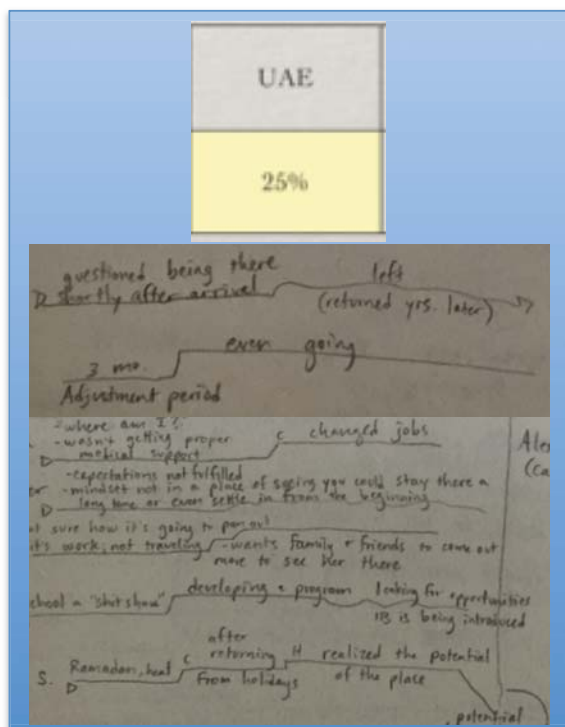 UAE
25%
questioned being there
D shortly after arrival
left
(returned yrs. later)
3 mo.
even going
Adjustment period
-where am I?
-wasn't getting proper
medical support
D
C changed jobs
-expectations not fulfilled
-mindset not in a place of seeing you could stay there a
D long time or even settle in from the beginning
sure how it's going to pan out
it's work, not traveling
-wants family + friends to come out
more to see her there
school a "shit show"
developing a program
looking for opportunities
IB is being introduced
S. Ramadan, heat
D
C after
returning
from holidays
H realized the potential
of the place
potential